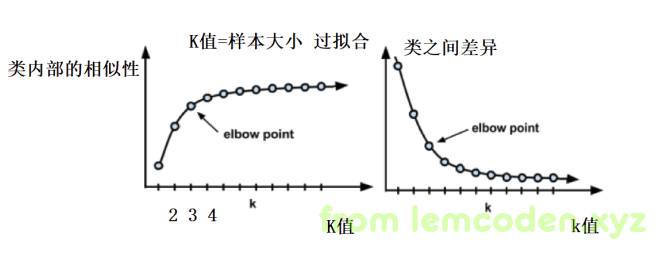 K值=样本大小 过拟合
类内部的相似性
elbow point
2 3 4
k
K值
类之间差异
elbow point
k
k值
from lemcoden xyz